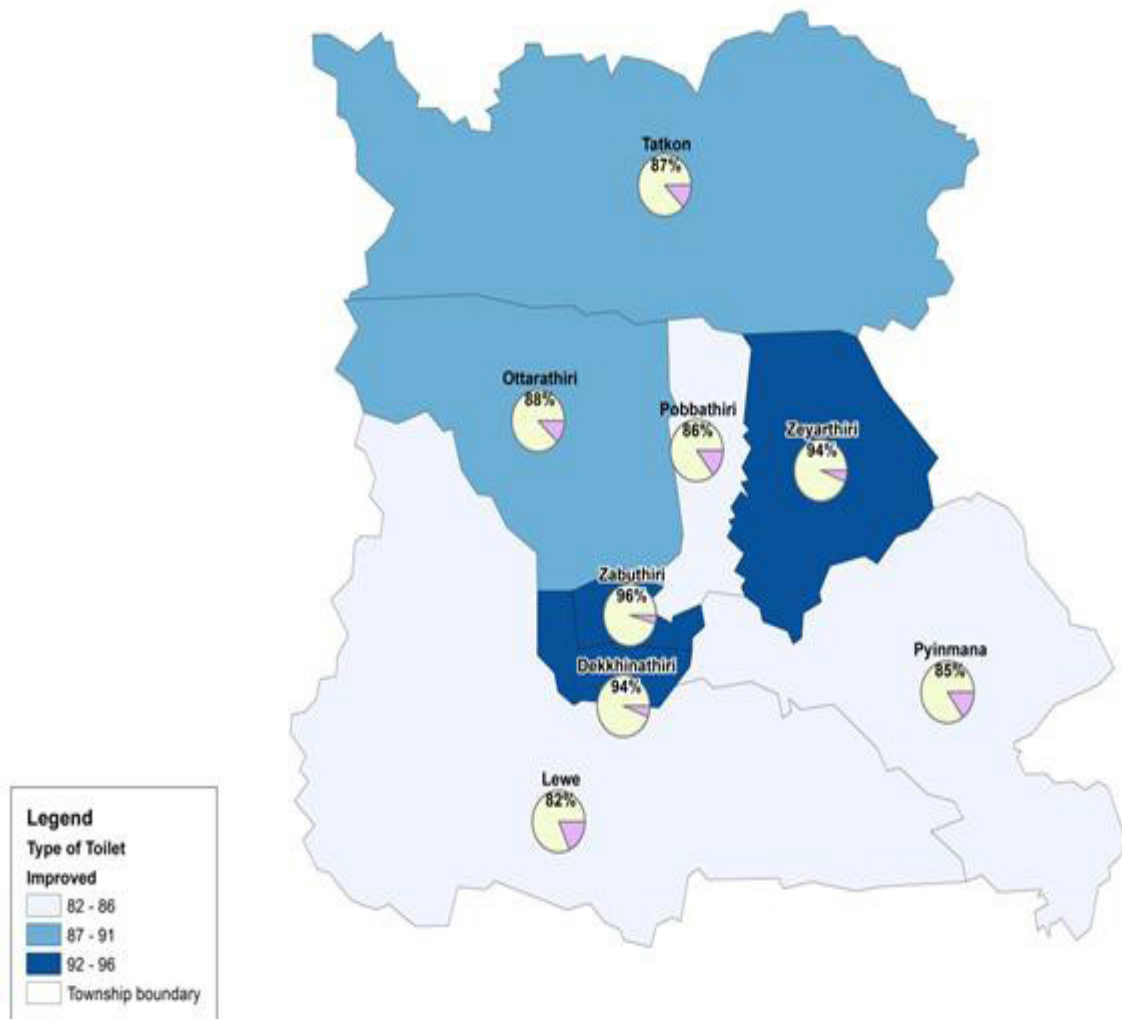 Tatkon
87%
Ottarathiri
88%
Pobbathiri
86%
Zeyarthiri
94%
Zabuthiri
96%
Dekkhinathiri
94%
Pyinmana
85%
Lewe
82%
Legend
Type of Toilet
Improved
82 - 86
87 - 91
92 - 96
Township boundary